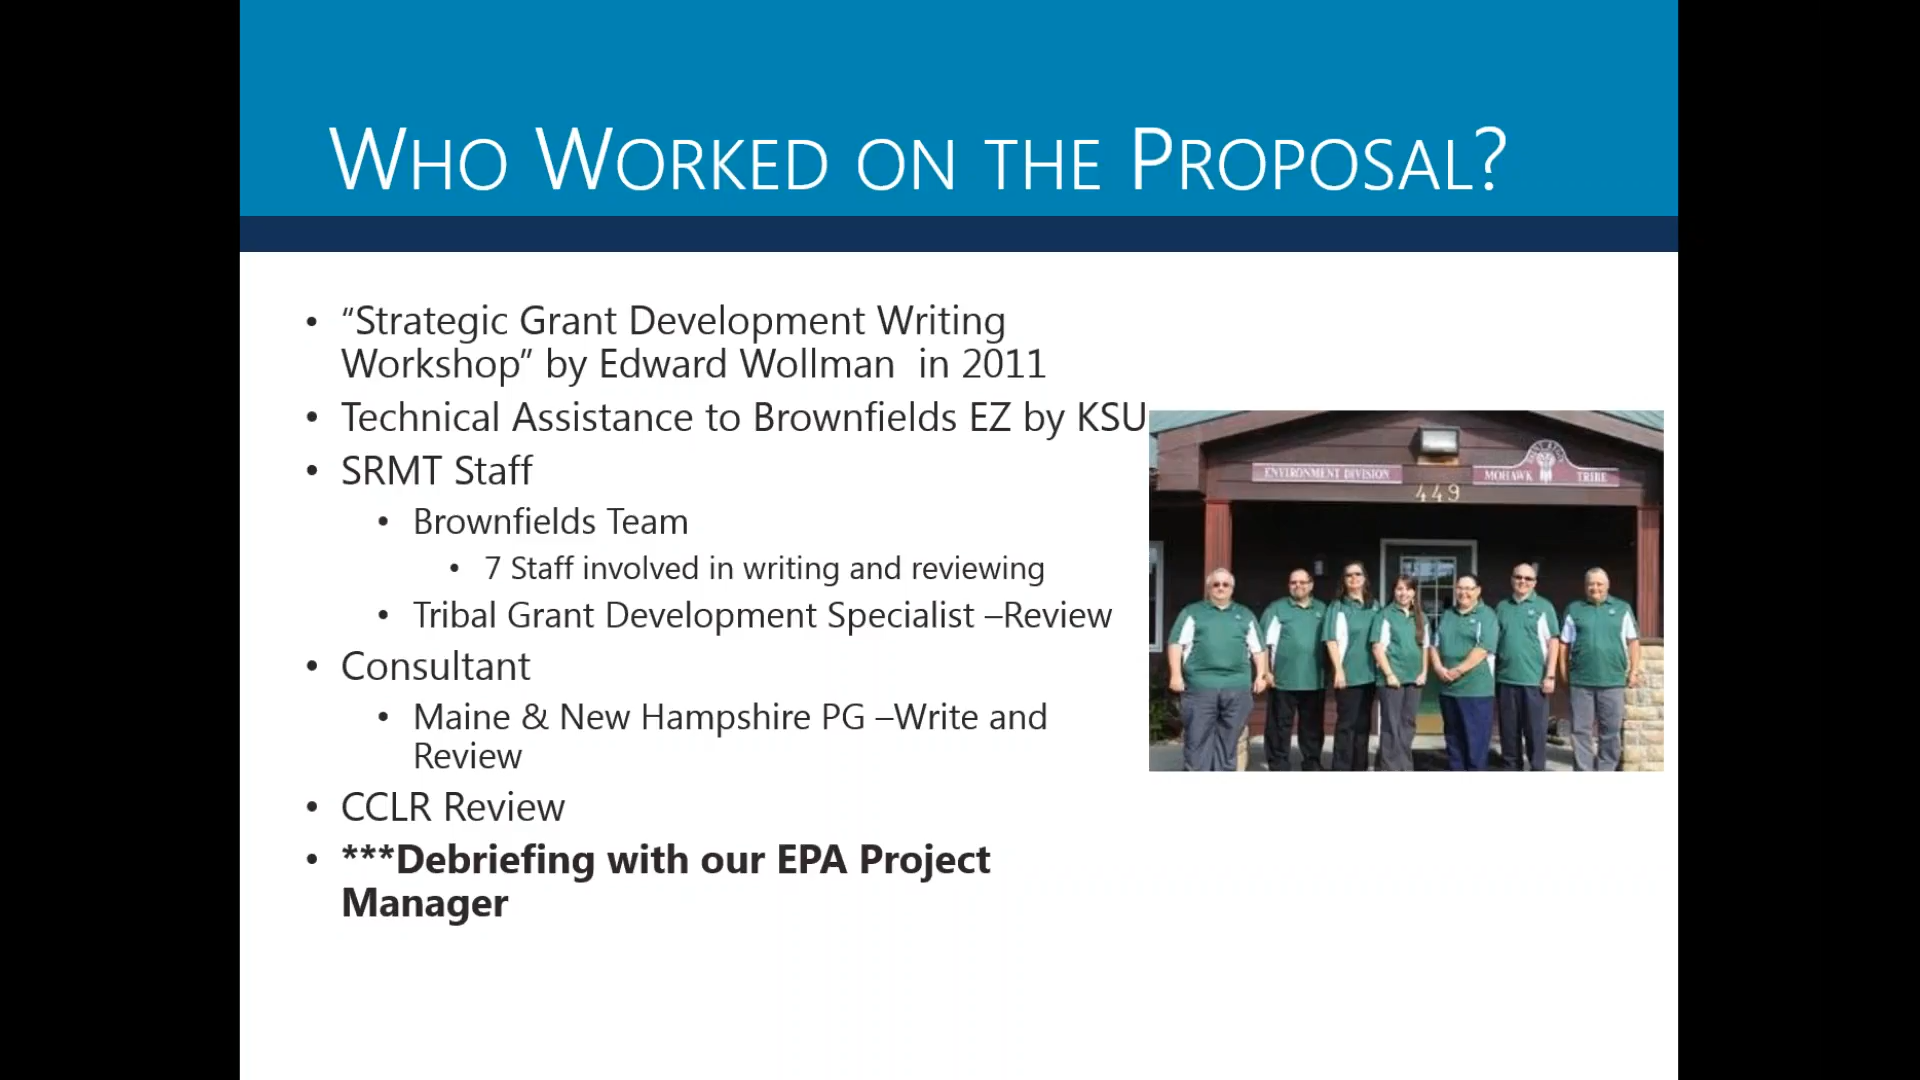 WHO WORKED ON THE PROPOSAL?
• “Strategic Grant Development Writing
Workshop” by Edward Wollman in 2011
• Technical Assistance to Brownfields EZ by KSU
• SRMT Staff
• Brownfields Team
• 7 Staff involved in writing and reviewing
• Tribal Grant Development Specialist –Review
• Consultant
• Maine & New Hampshire PG –Write and
Review
• CCLR Review
• ***Debriefing with our EPA Project
Manager
ENVIRONMENT DIVISION
MOHAWK TRIBE
449